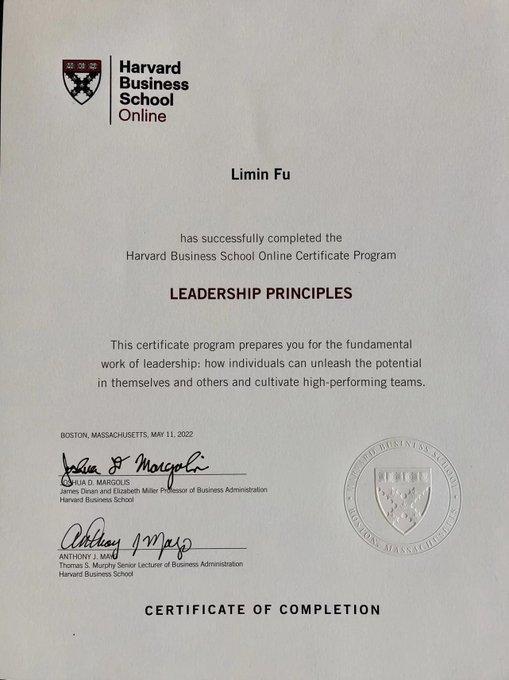 Harvard
Business
School
Online
Limin Fu
has successfully completed the
Harvard Business School Online Certificate Program
LEADERSHIP PRINCIPLES
This certificate program prepares you for the fundamental
work of leadership: how individuals can unleash the potential
in themselves and others and cultivate high-performing teams.
BOSTON, MASSACHUSETTS, MAY 11, 2022
Joshua D Margolis
JOSHUA D. MARGOLIS
James Dinan and Elizabeth Miller Professor of Business Administration
Harvard Business School
Anthony J Mayo
ANTHONY J. MAYO
Thomas S. Murphy Senior Lecturer of Business Administration
Harvard Business School
HARVARD BUSINESS SCHOOL
BOSTON, MASSACHUSETTS
CERTIFICATE OF COMPLETION